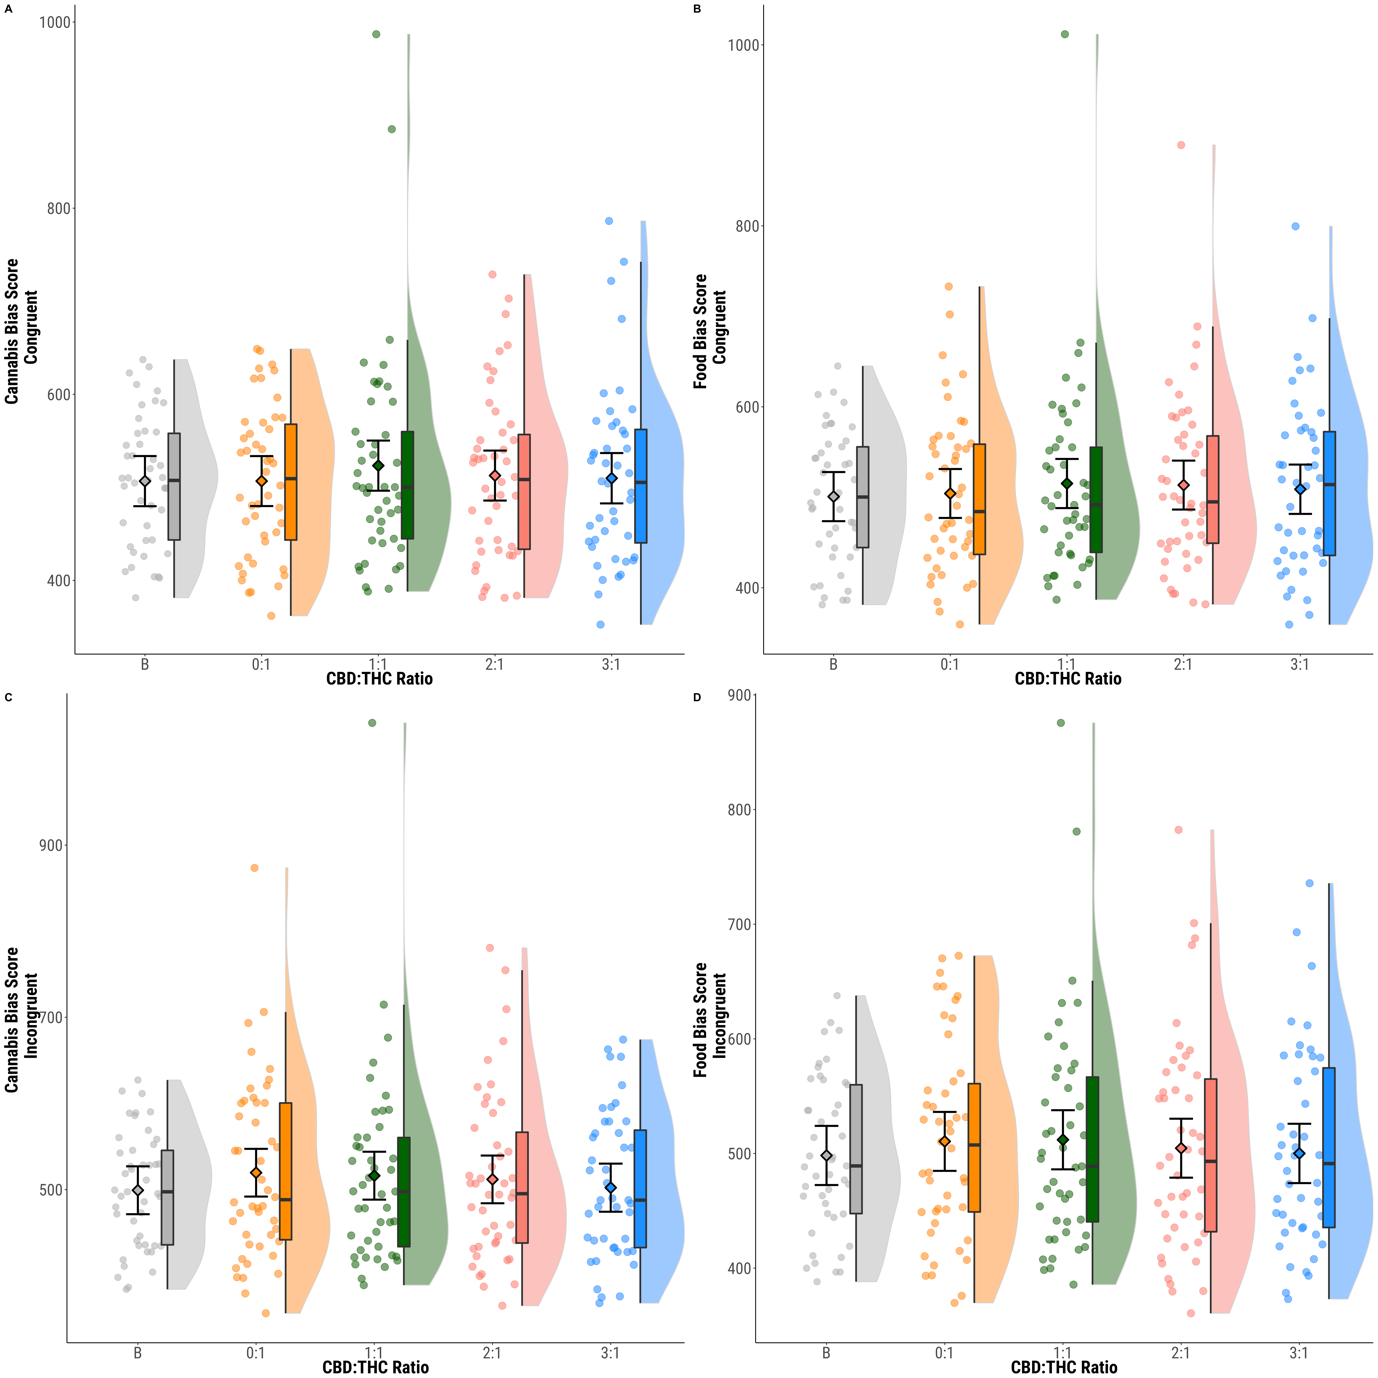 A
1000
800
600
400
Cannabis Bias Score
Congruent
B
0:1
1:1
2:1
3:1
CBD:THC Ratio
B
1000
800
600
400
Food Bias Score
Congruent
B
0:1
1:1
2:1
3:1
CBD:THC Ratio
C
900
700
500
Cannabis Bias Score
Incongruent
B
0:1
1:1
2:1
3:1
CBD:THC Ratio
D
900
800
700
600
500
400
Food Bias Score
Incongruent
B
0:1
1:1
2:1
3:1
CBD:THC Ratio